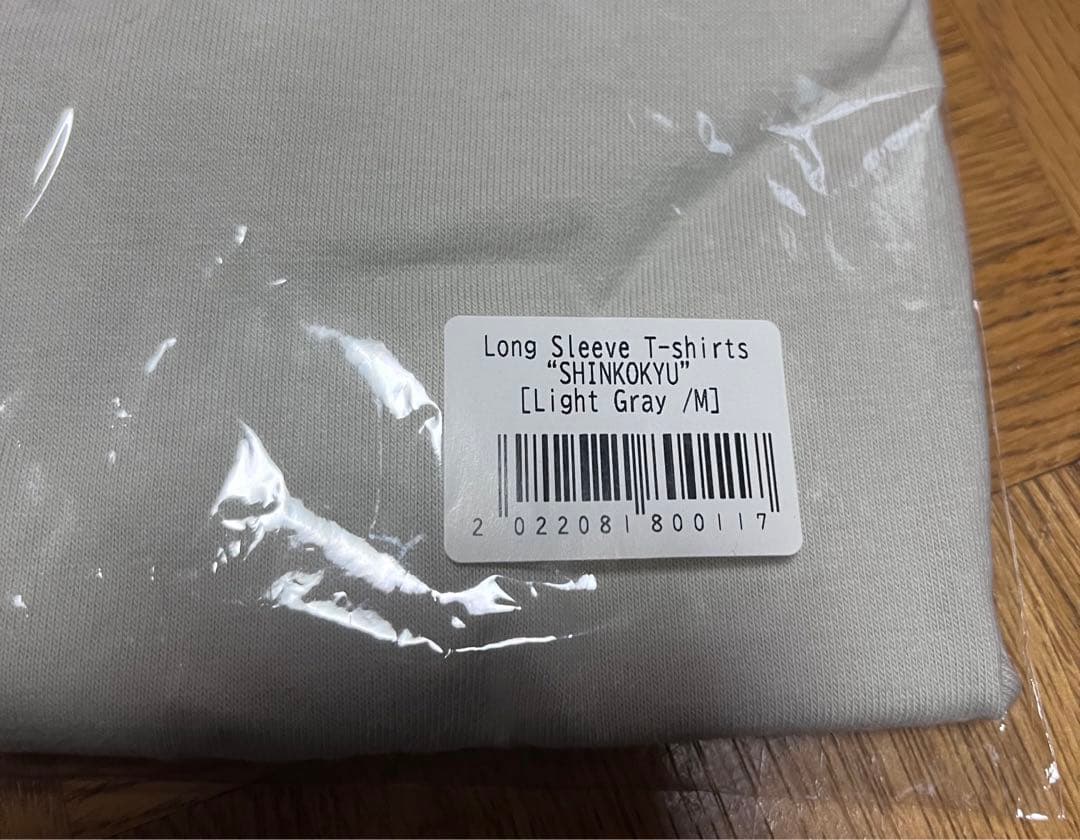 Long Sleeve T-shirts
“SHINKOKYU”
[Light Gray /M]
2 022081 800117